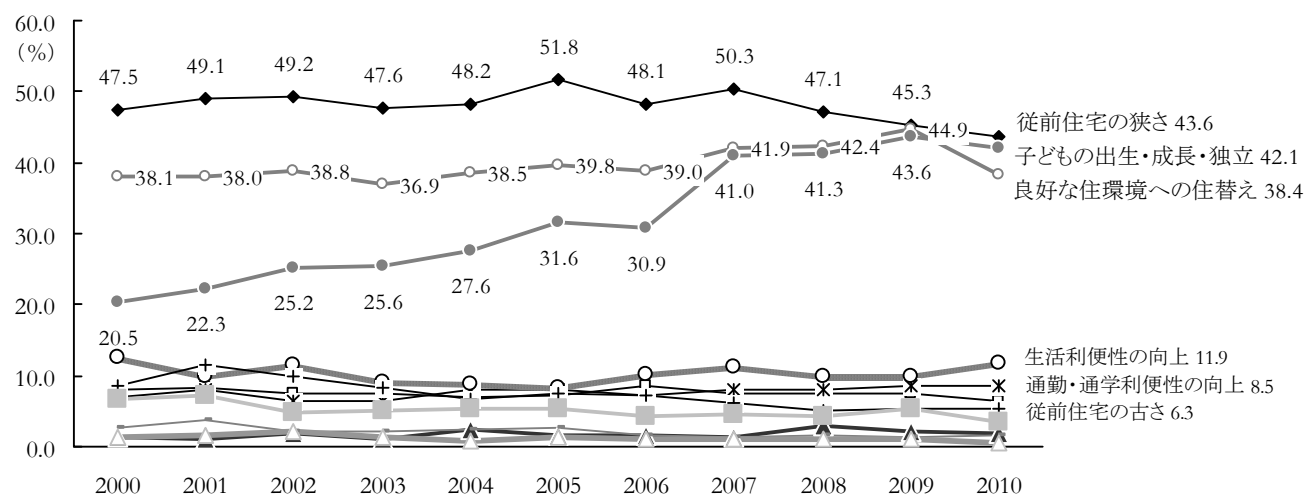 60.0
（%）
50.0
40.0
30.0
20.0
10.0
0.0
47.5 49.1 49.2 47.6 48.2 51.8 48.1 50.3 47.1 45.3
従前住宅の狭さ 43.6
38.1 38.0 38.8 36.9 38.5 39.8 39.0 41.9 42.4 44.9
子どもの出生・成長・独立 42.1
良好な住環境への住替え 38.4
20.5 22.3 25.2 25.6 27.6 31.6 30.9 41.0 41.3 43.6
生活利便性の向上 11.9
通勤・通学利便性の向上 8.5
従前住宅の古さ 6.3
2000 2001 2002 2003 2004 2005 2006 2007 2008 2009 2010